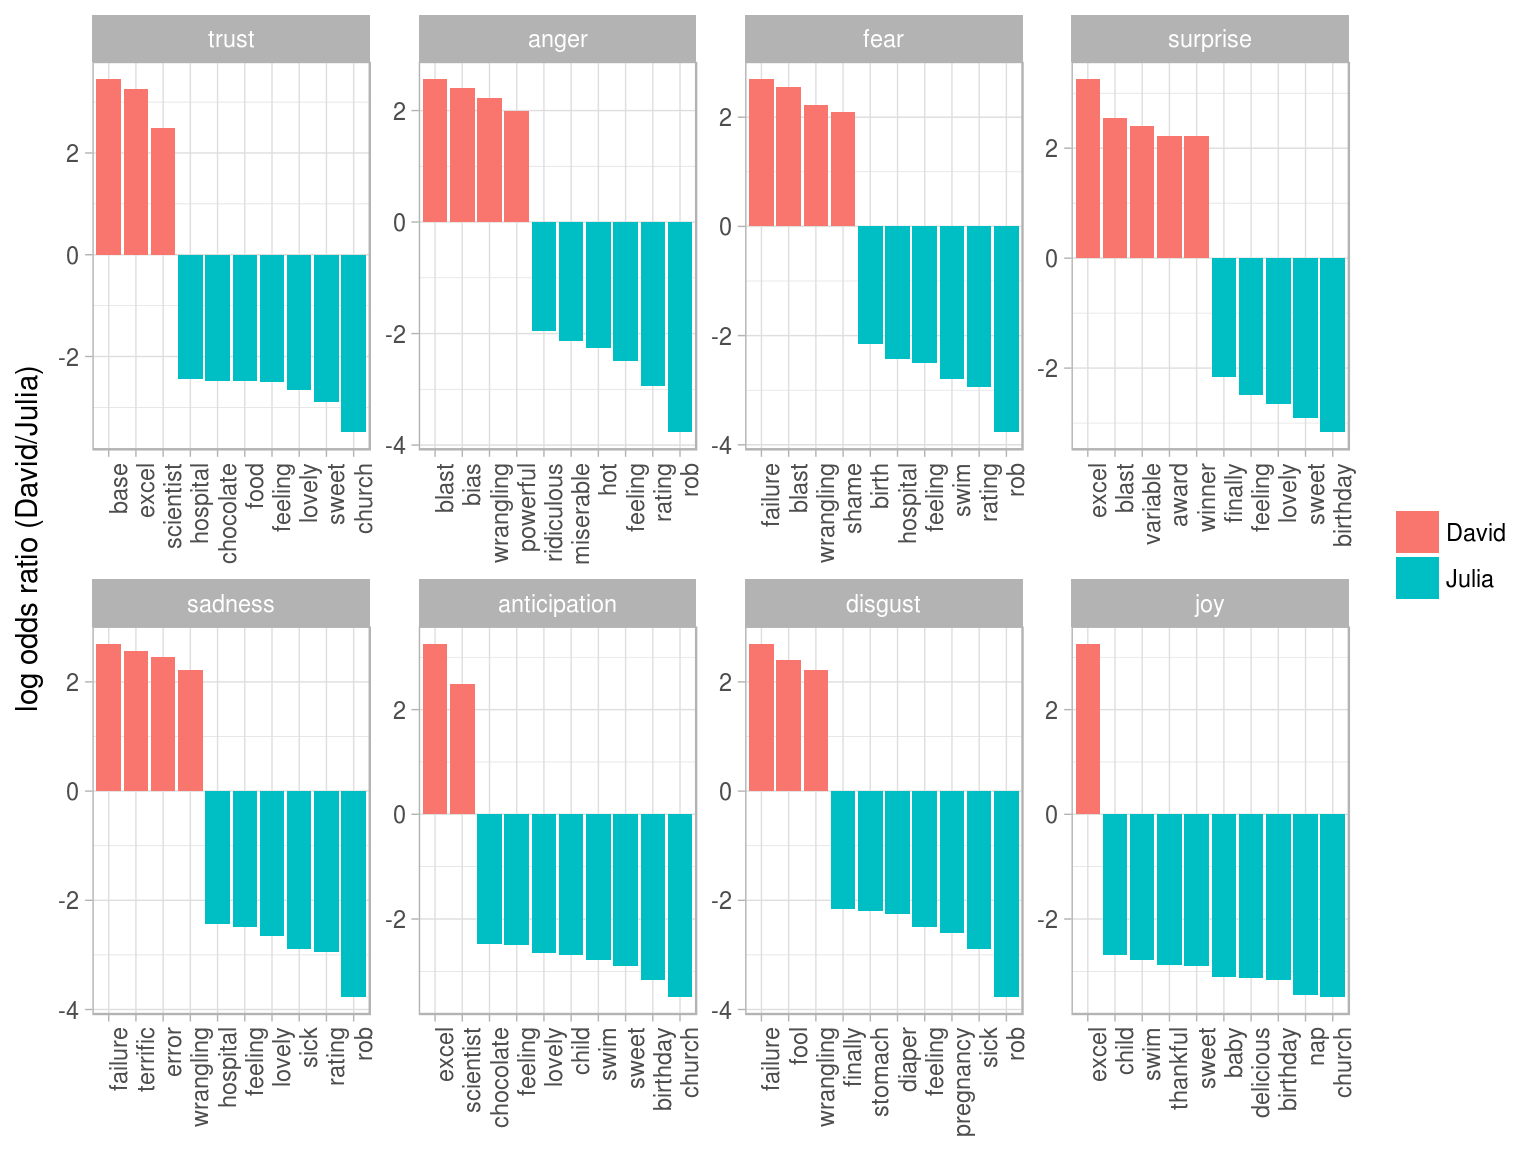 trust
anger
fear
surprise
log odds ratio (David/Julia)
2
0
-2
base
excel
scientist
hospital
chocolate
food
feeling
lovely
sweet
church
2
0
-2
-4
blast
bias
wrangling
powerful
ridiculous
miserable
hot
feeling
rating
rob
2
0
-2
-4
failure
blast
wrangling
shame
birth
hospital
feeling
swim
rating
rob
2
0
-2
excel
blast
variable
award
winner
finally
feeling
lovely
sweet
birthday
David
Julia
sadness
anticipation
disgust
joy
2
0
-2
-4
failure
terrific
error
wrangling
hospital
feeling
lovely
sick
rating
rob
2
0
-2
excel
scientist
chocolate
feeling
lovely
child
swim
sweet
birthday
church
2
0
-2
-4
failure
fool
wrangling
finally
stomach
diaper
feeling
pregnancy
sick
rob
2
0
-2
excel
child
swim
thankful
sweet
baby
delicious
birthday
nap
church